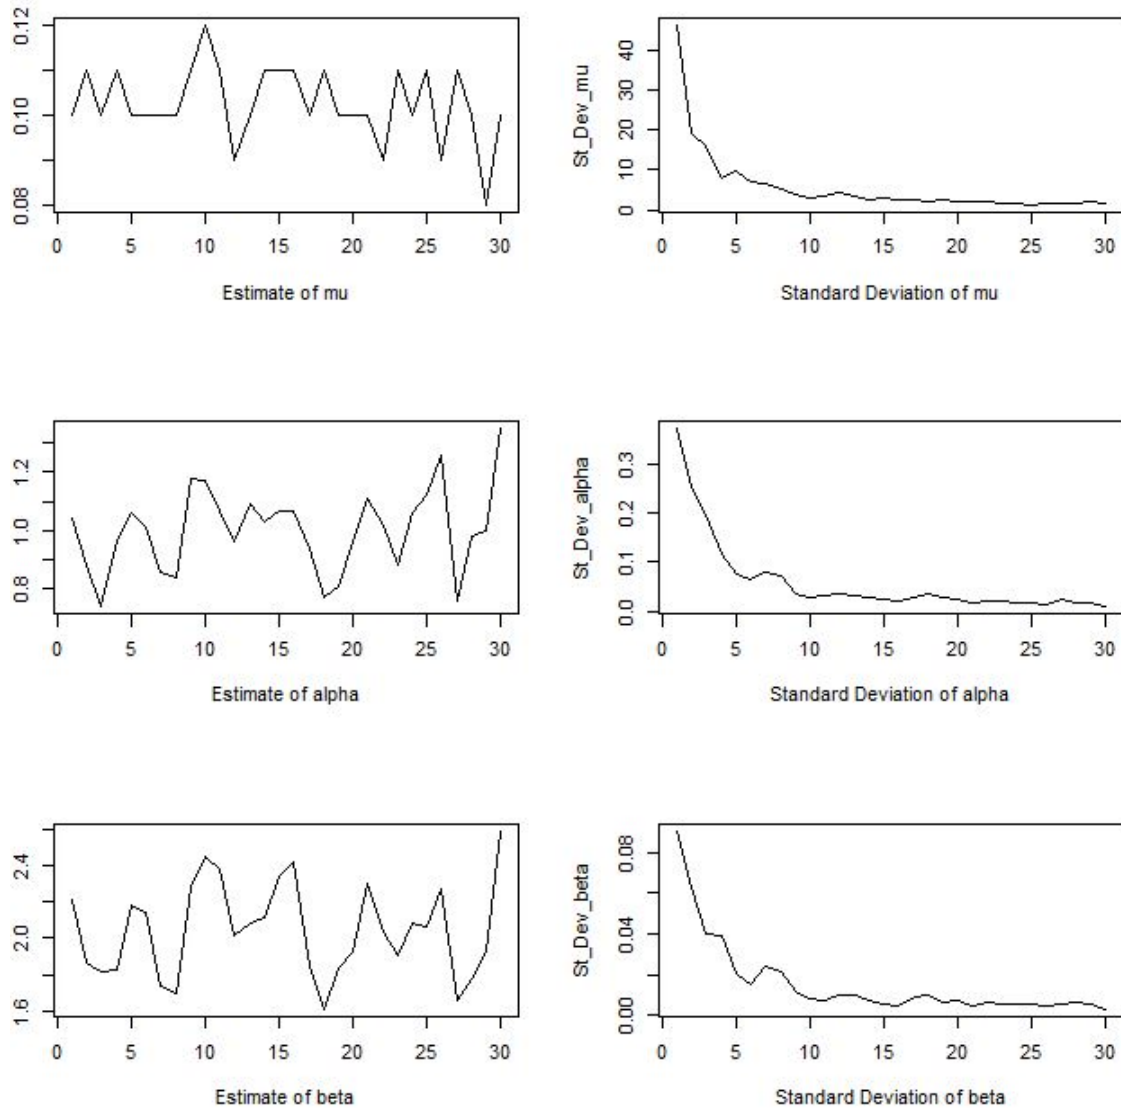 0.12
0.10
0.08
0 5 10 15 20 25 30
Estimate of mu
St_Dev_mu
40
30
20
10
0
0 5 10 15 20 25 30
Standard Deviation of mu
1.2
1.0
0.8
0 5 10 15 20 25 30
Estimate of alpha
St_Dev_alpha
0.3
0.2
0.1
0.0
0 5 10 15 20 25 30
Standard Deviation of alpha
2.4
2.0
1.6
0 5 10 15 20 25 30
Estimate of beta
St_Dev_beta
0.08
0.04
0.00
0 5 10 15 20 25 30
Standard Deviation of beta